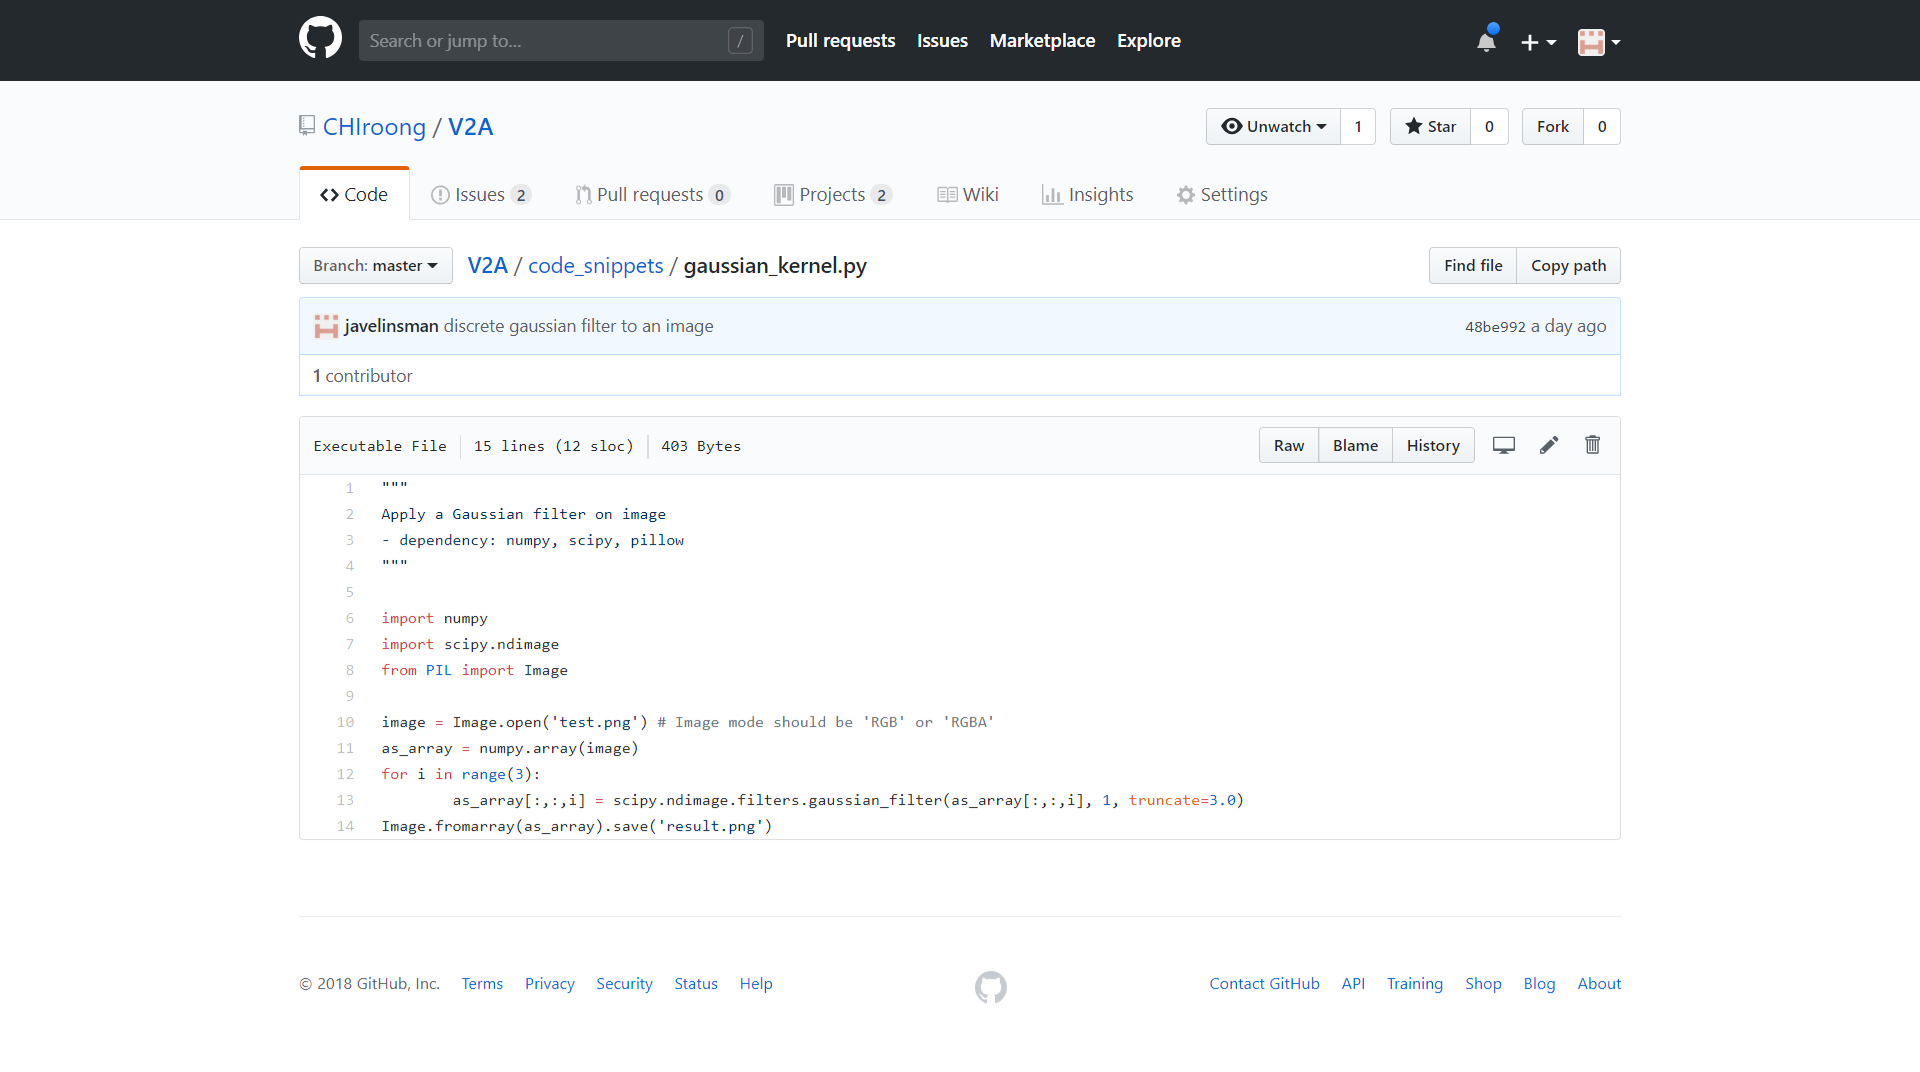 Search or jump to... / Pull requests Issues Marketplace Explore
CHIroong / V2A Unwatch 1 Star 0 Fork 0
Code Issues 2 Pull requests 0 Projects 2 Wiki Insights Settings
Branch: master V2A / code_snippets / gaussian_kernel.py Find file Copy path
javelinsman discrete gaussian filter to an image 48be992 a day ago
1 contributor
Executable File 15 lines (12 sloc) 403 Bytes Raw Blame History
1 """
2 Apply a Gaussian filter on image
3 - dependency: numpy, scipy, pillow
4 """
5
6 import numpy
7 import scipy.ndimage
8 from PIL import Image
9
10 image = Image.open('test.png') # Image mode should be 'RGB' or 'RGBA'
11 as_array = numpy.array(image)
12 for i in range(3):
13 as_array[:,:,i] = scipy.ndimage.filters.gaussian_filter(as_array[:,:,i], 1, truncate=3.0)
14 Image.fromarray(as_array).save('result.png')
© 2018 GitHub, Inc. Terms Privacy Security Status Help Contact GitHub API Training Shop Blog About